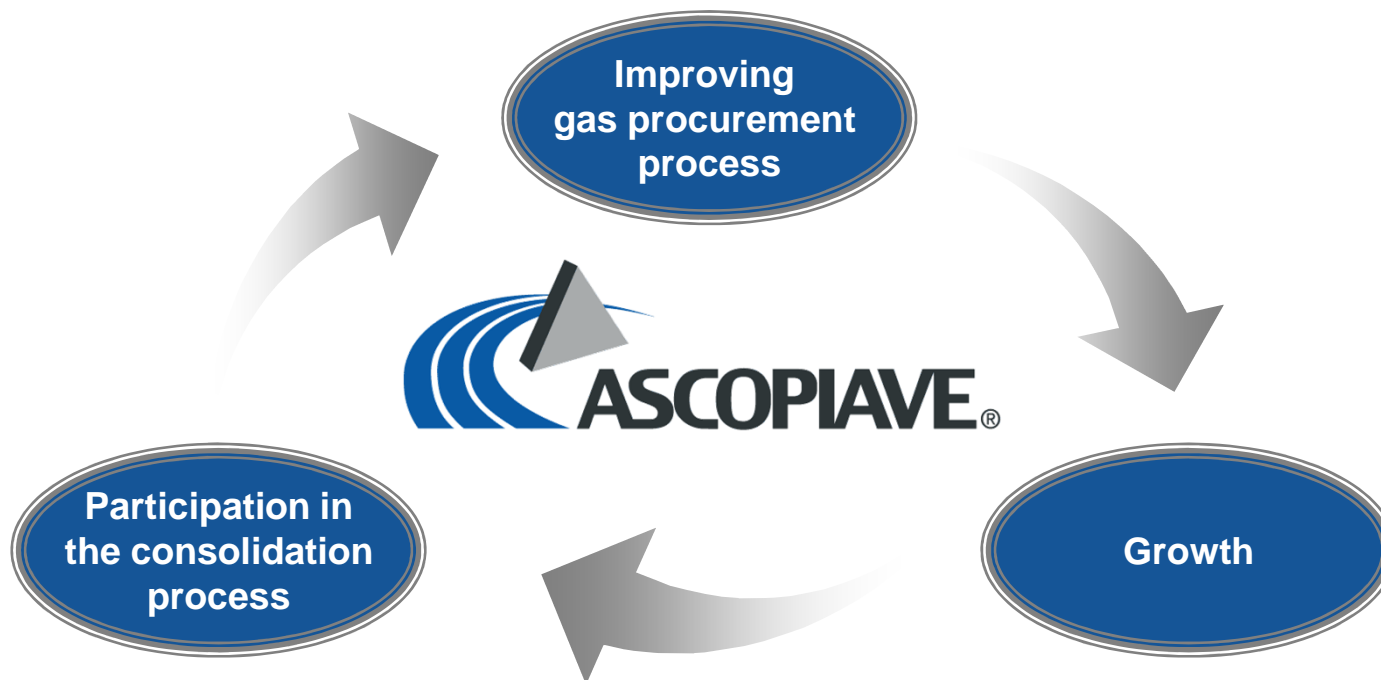 Improving
gas procurement
process
ASCOPIAVE®
Participation in
the consolidation
process
Growth